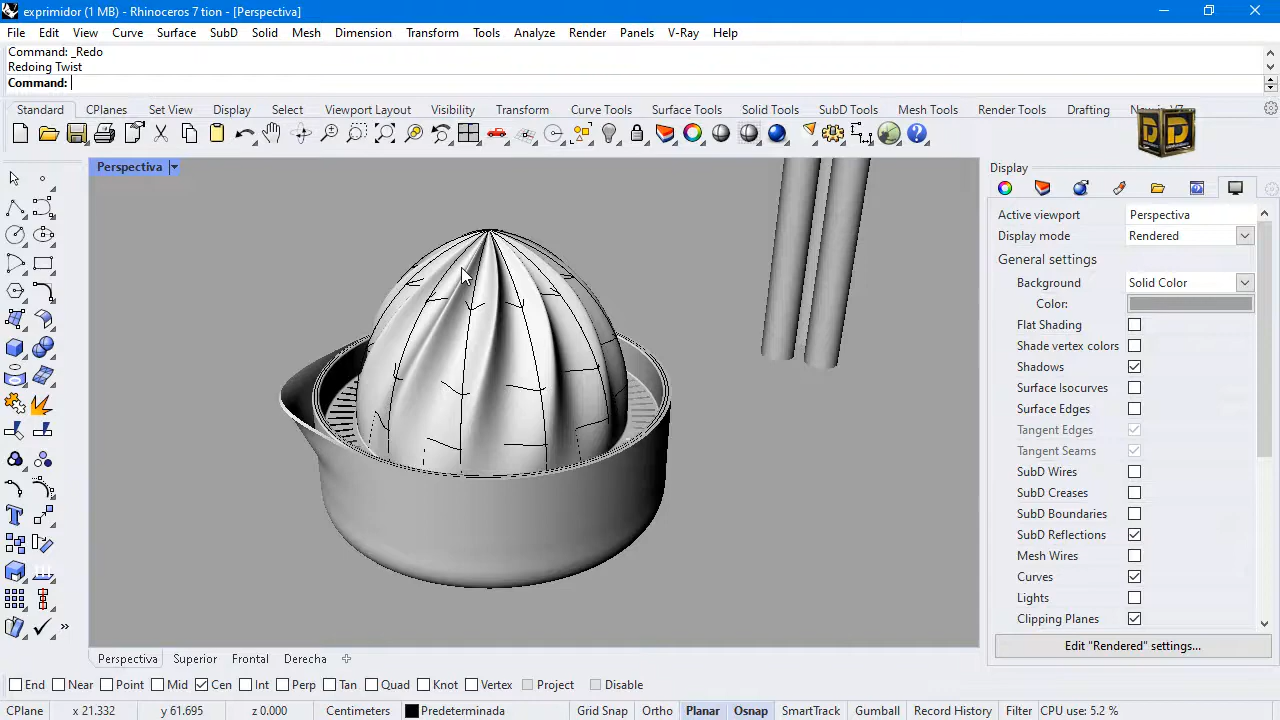 exprimidor (1 MB) - Rhinoceros 7 tion - [Perspectiva]
File Edit View Curve Surface SubD Solid Mesh Dimension Transform Tools Analyze Render Panels V-Ray Help
Command: _Redo
Redoing Twist
Command:
Standard CPlanes Set View Display Select Viewport Layout Visibility Transform Curve Tools Surface Tools Solid Tools SubD Tools Mesh Tools Render Tools Drafting
Perspectiva
Display
Active viewport Perspectiva
Display mode Rendered
General settings
Background Solid Color
Color:
Flat Shading
Shade vertex colors
Shadows
Surface Isocurves
Surface Edges
Tangent Edges
Tangent Seams
SubD Wires
SubD Creases
SubD Boundaries
SubD Reflections
Mesh Wires
Curves
Lights
Clipping Planes
Edit "Rendered" settings...
Perspectiva Superior Frontal Derecha
End Near Point Mid Cen Int Perp Tan Quad Knot Vertex Project Disable
CPlane x 21.332 y 61.695 z 0.000 Centimeters Predeterminada Grid Snap Ortho Planar Osnap SmartTrack Gumball Record History Filter CPU use: 5.2 %